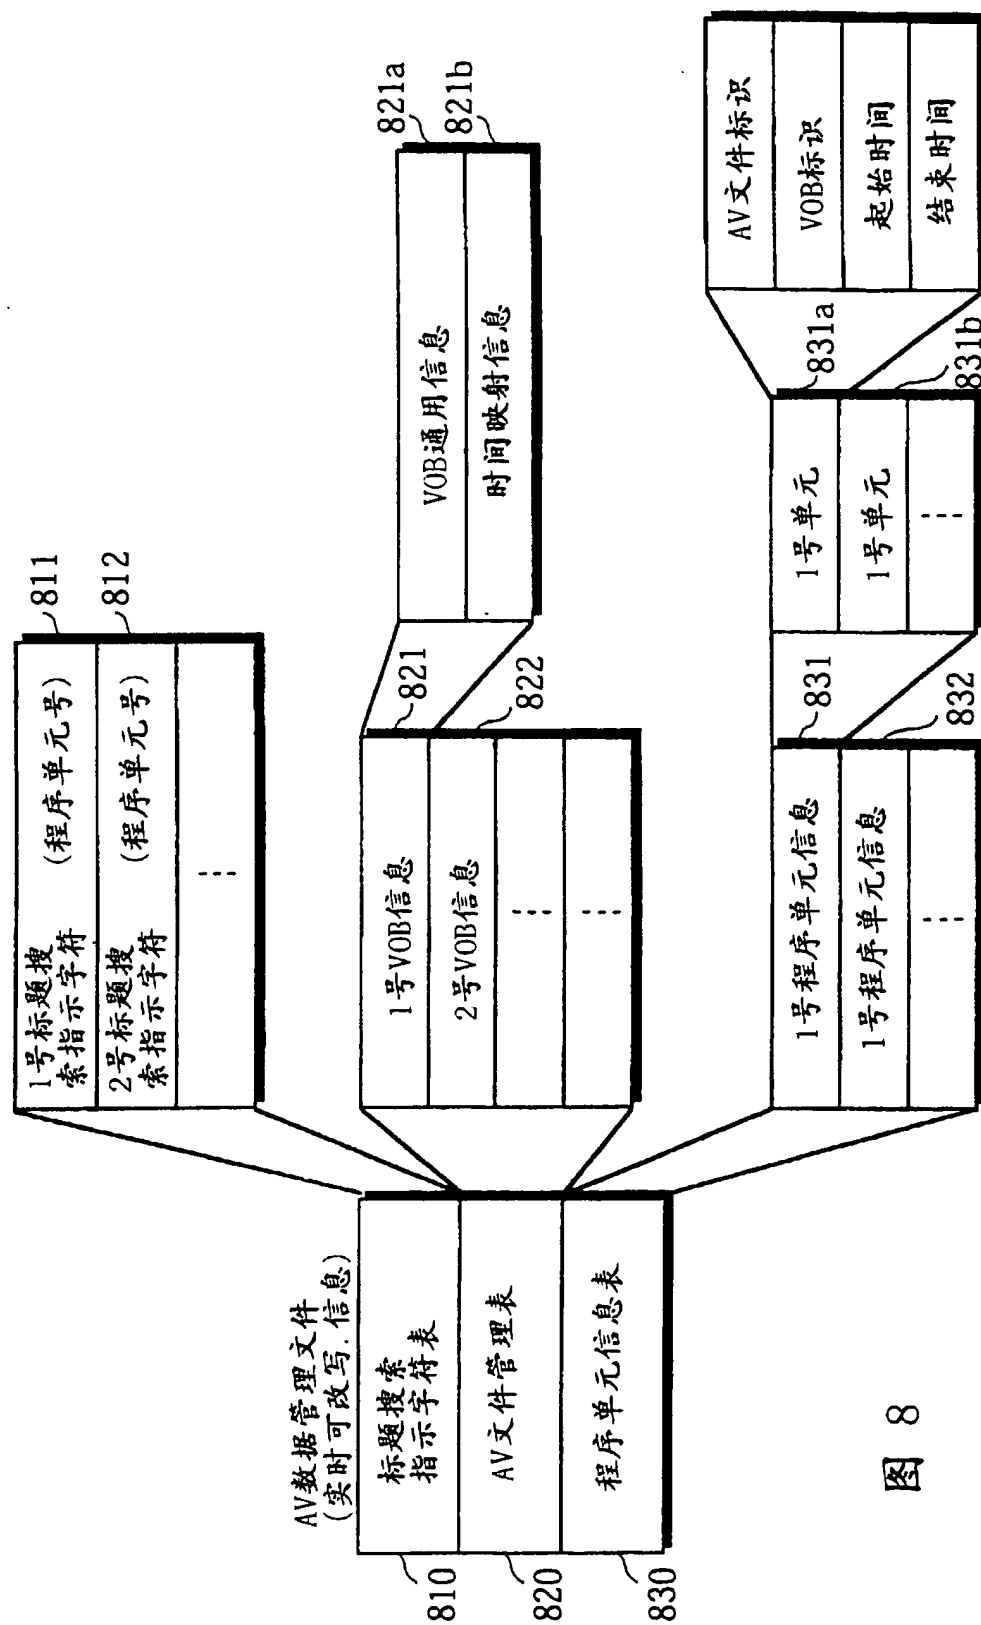 AV数据管理文件
(实时可改写.信息)
标题搜索
指示字符表
AV文件管理表
程序单元信息表
810
820
830
1号标题搜
索指示字符
(程序单元号)
2号标题搜
索指示字符
(程序单元号)
811
812
1号VOB信息
2号VOB信息
821
822
VOB通用信息
时间映射信息
821a
821b
1号程序单元信息
1号程序单元信息
831
832
1号单元
1号单元
831a
831b
AV文件标识
VOB标识
起始时间
结束时间
图 8